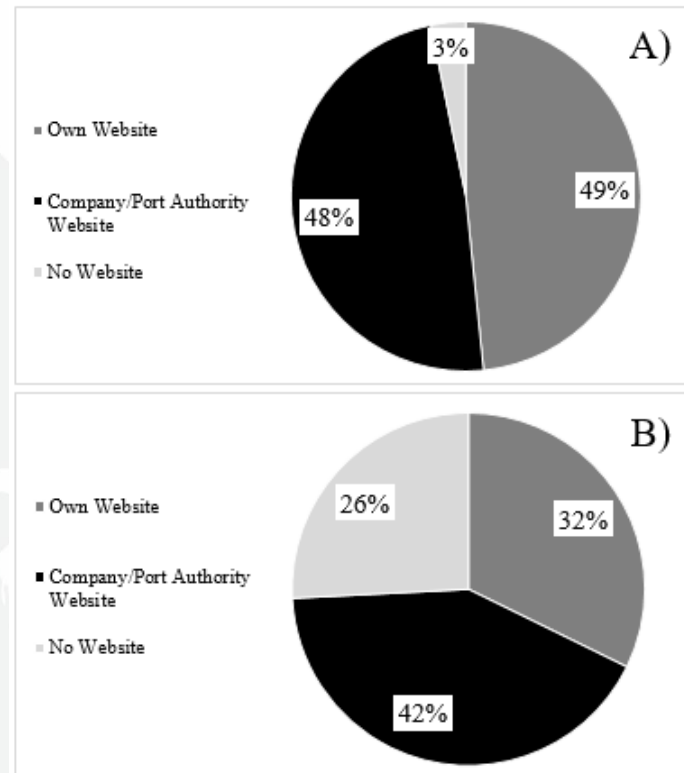 A)
3%
Own Website
49%
Company/Port Authority
Website
48%
No Website
B)
Own Website
26%
32%
Company/Port Authority
Website
No Website
42%